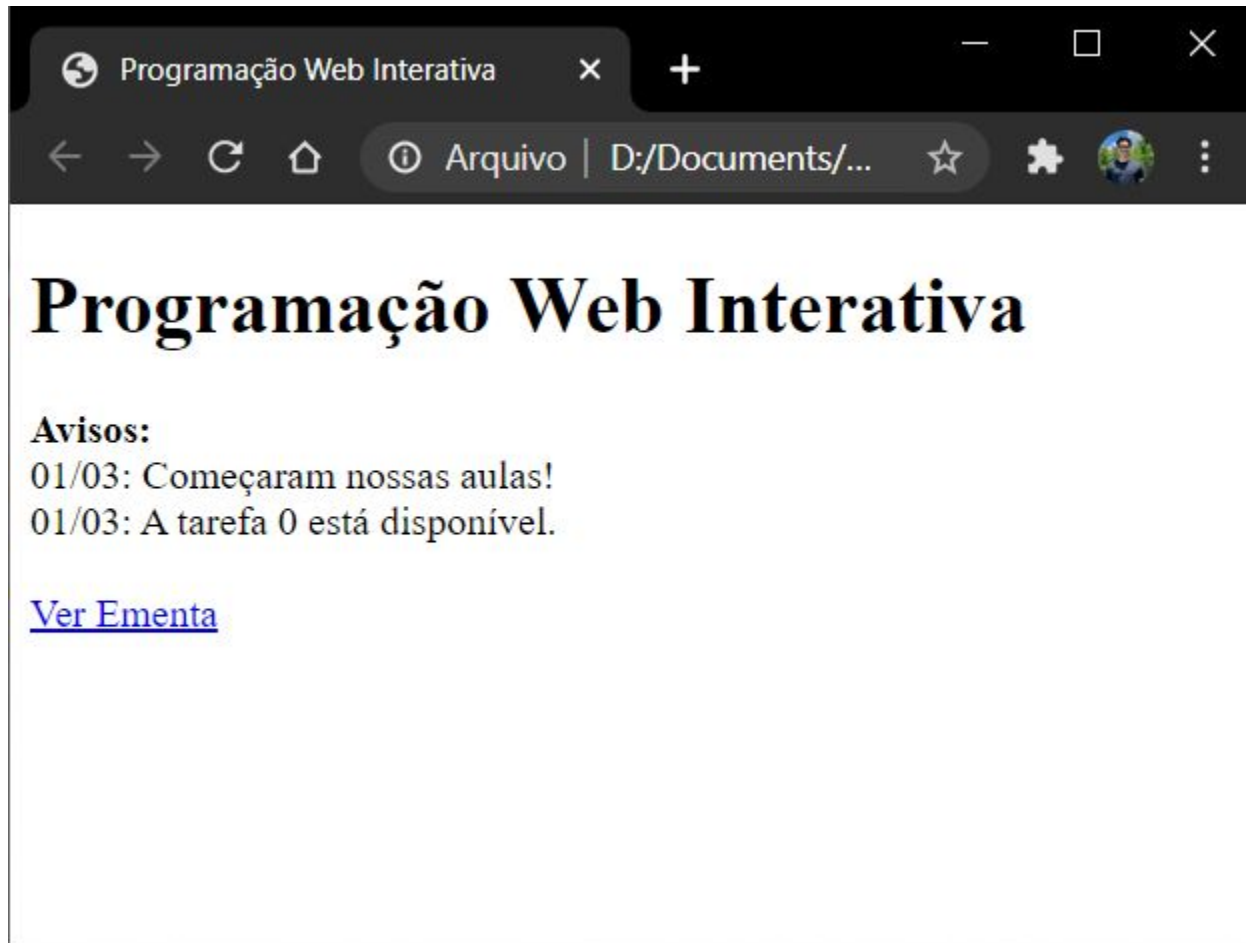 Programação Web Interativa
Arquivo | D:/Documents/...
Programação Web Interativa
Avisos:
01/03: Começaram nossas aulas!
01/03: A tarefa 0 está disponível.
Ver Ementa